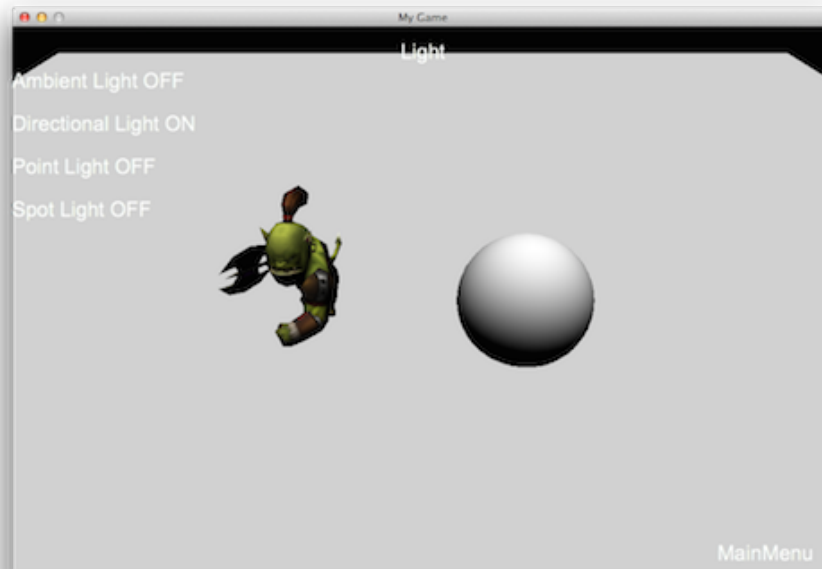 My Game
Light
Ambient Light OFF
Directional Light ON
Point Light OFF
Spot Light OFF
MainMenu